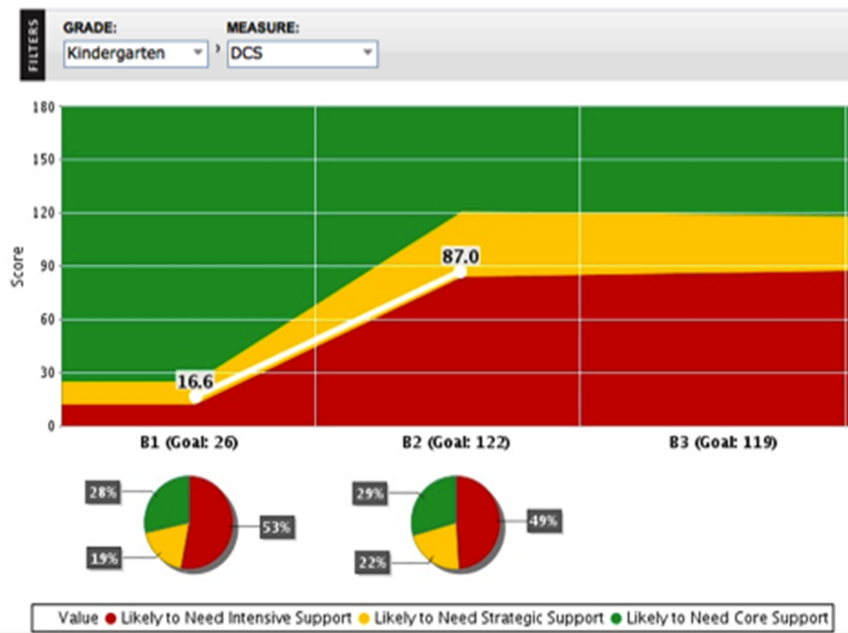 FILTERS
GRADE: MEASURE:
Kindergarten › DCS
180
150
120
90
60
30
0
Score
16.6
87.0
B1 (Goal: 26) B2 (Goal: 122) B3 (Goal: 119)
28% 53% 19%
29% 49% 22%
Value Likely to Need Intensive Support Likely to Need Strategic Support Likely to Need Core Support